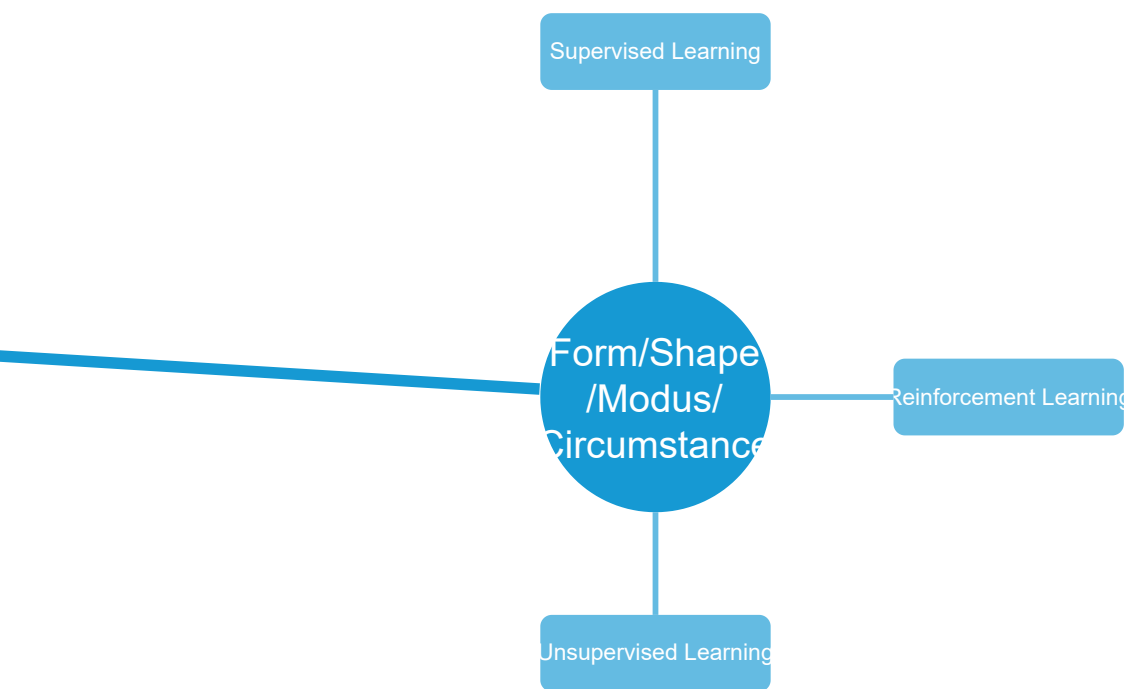 Supervised Learning
Form/Shape
/Modus/
Circumstance
Reinforcement Learning
Unsupervised Learning